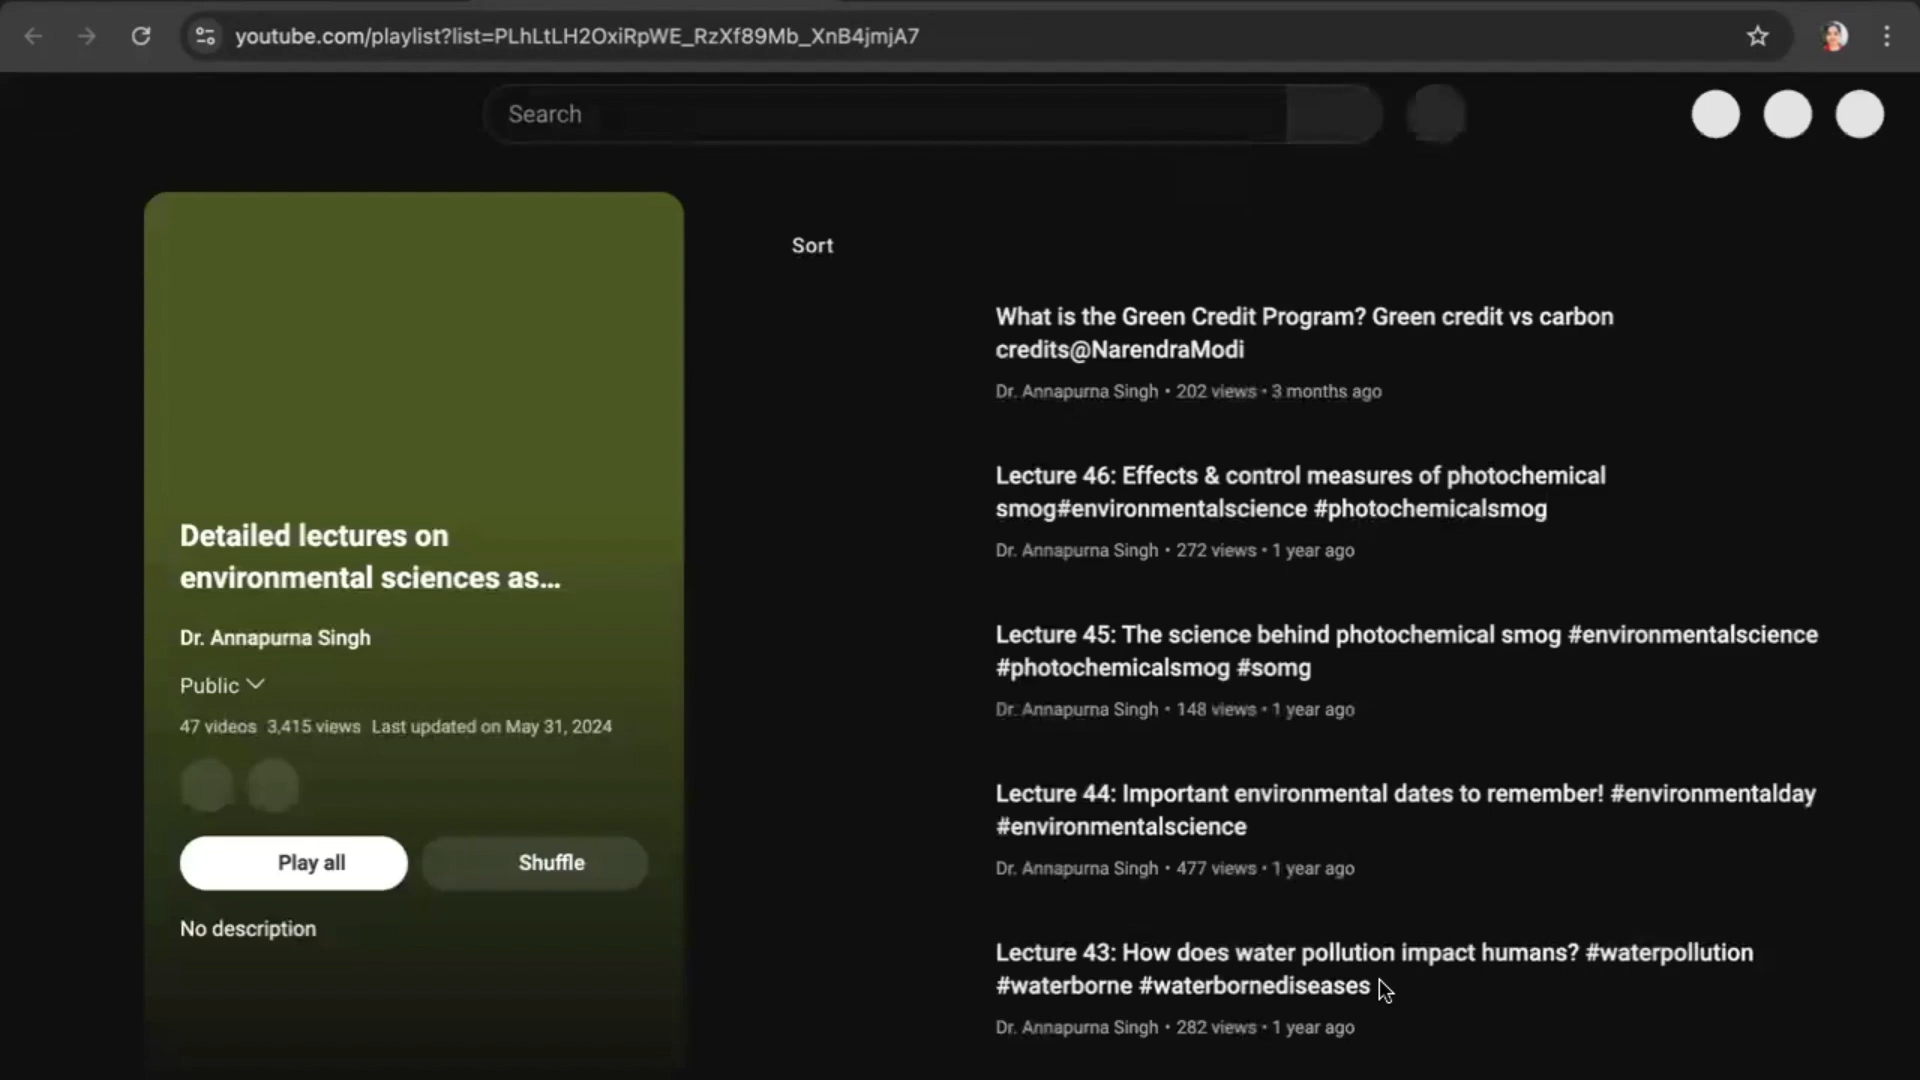 youtube.com/playlist?list=PLhLtLH2OxiRpWE_RzXf89Mb_XnB4jmjA7
Search
Detailed lectures on
environmental sciences as...
Dr. Annapurna Singh
Public
47 videos 3,415 views Last updated on May 31, 2024
Play all
Shuffle
No description
Sort
What is the Green Credit Program? Green credit vs carbon
credits@NarendraModi
Dr. Annapurna Singh • 202 views • 3 months ago
Lecture 46: Effects & control measures of photochemical
smog#environmentalscience #photochemicalsmog
Dr. Annapurna Singh • 272 views • 1 year ago
Lecture 45: The science behind photochemical smog #environmentalscience
#photochemicalsmog #somg
Dr. Annapurna Singh • 148 views • 1 year ago
Lecture 44: Important environmental dates to remember! #environmentalday
#environmentalscience
Dr. Annapurna Singh • 477 views • 1 year ago
Lecture 43: How does water pollution impact humans? #waterpollution
#waterborne #waterbornediseases
Dr. Annapurna Singh • 282 views • 1 year ago